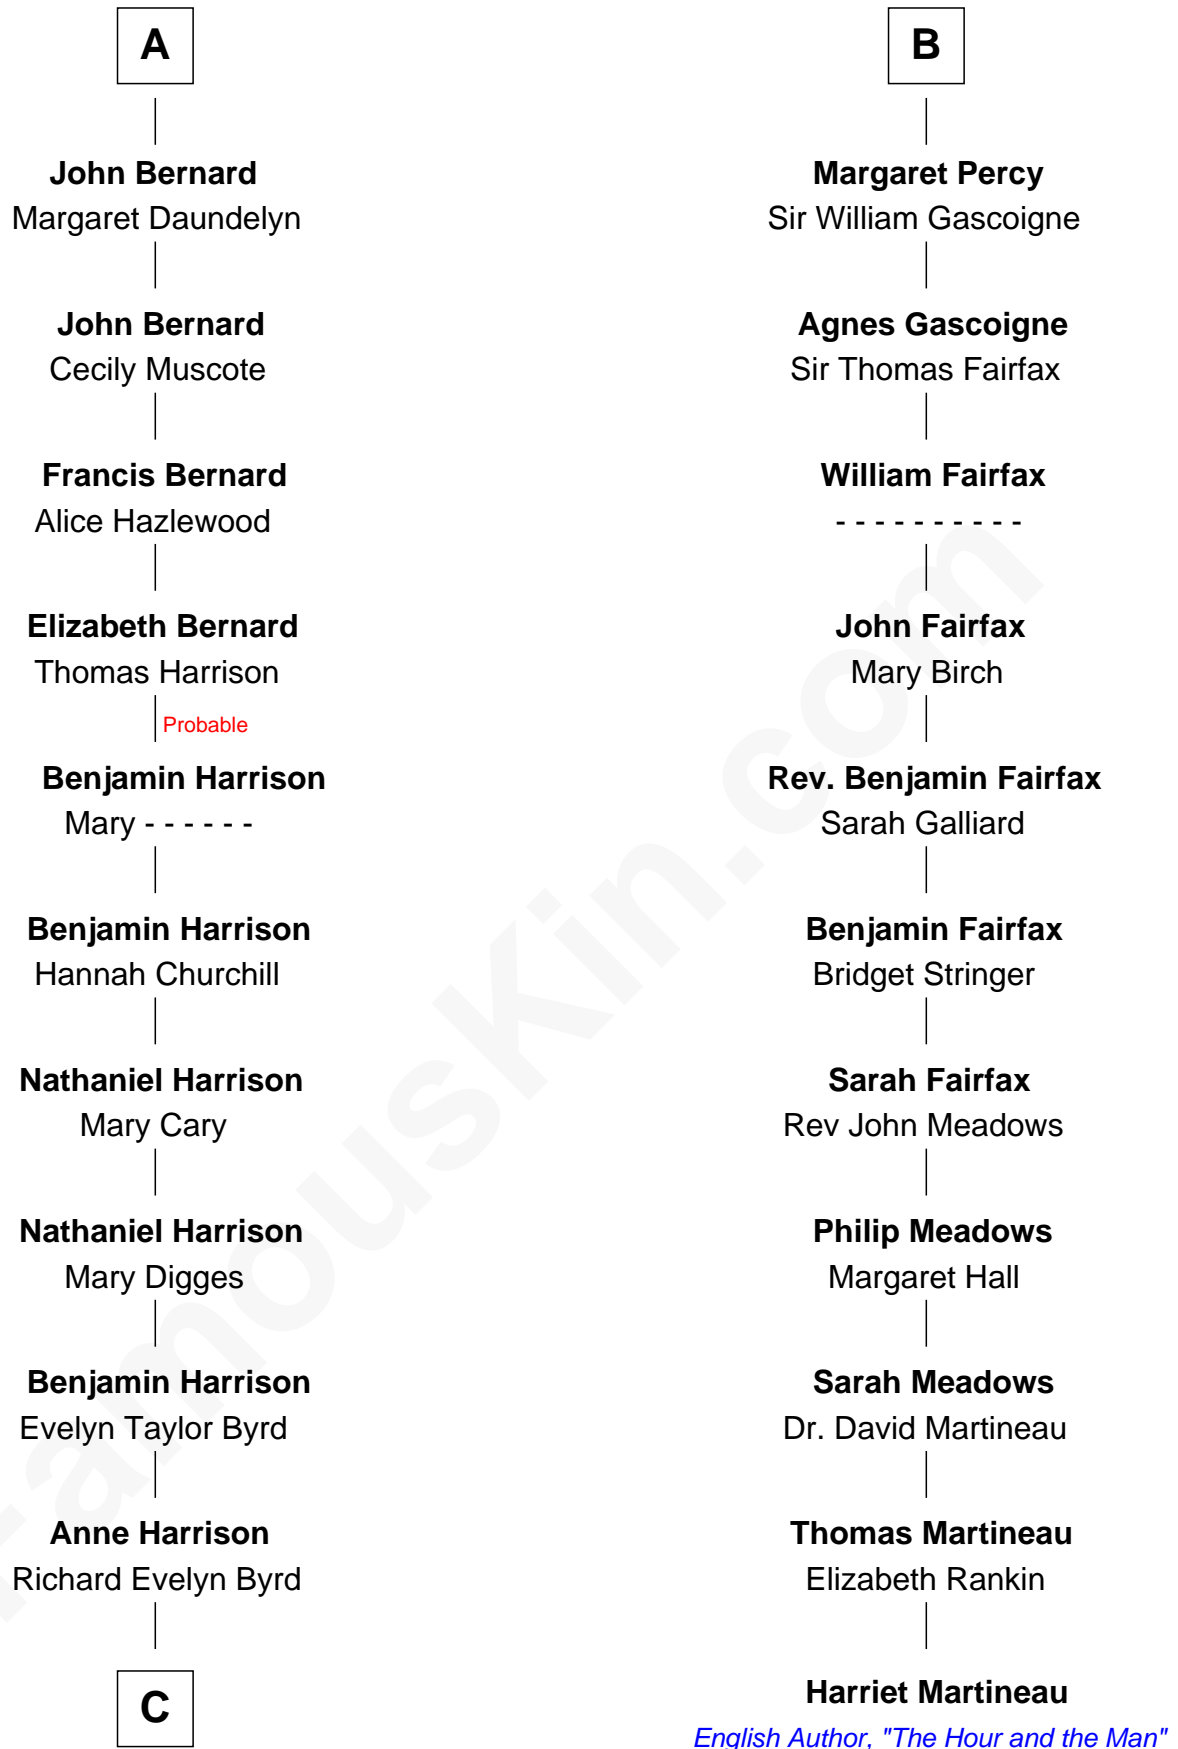 A
John Bernard
Margaret Daundelyn
John Bernard
Cecily Muscote
Francis Bernard
Alice Hazlewood
Elizabeth Bernard
Thomas Harrison
Probable
Benjamin Harrison
Mary - - - - - -
Benjamin Harrison
Hannah Churchill
Nathaniel Harrison
Mary Cary
Nathaniel Harrison
Mary Digges
Benjamin Harrison
Evelyn Taylor Byrd
Anne Harrison
Richard Evelyn Byrd
C
B
Margaret Percy
Sir William Gascoigne
Agnes Gascoigne
Sir Thomas Fairfax
William Fairfax
- - - - - - - - - -
John Fairfax
Mary Birch
Rev. Benjamin Fairfax
Sarah Galliard
Benjamin Fairfax
Bridget Stringer
Sarah Fairfax
Rev John Meadows
Philip Meadows
Margaret Hall
Sarah Meadows
Dr. David Martineau
Thomas Martineau
Elizabeth Rankin
Harriet Martineau
English Author, "The Hour and the Man"
FamousKin.com